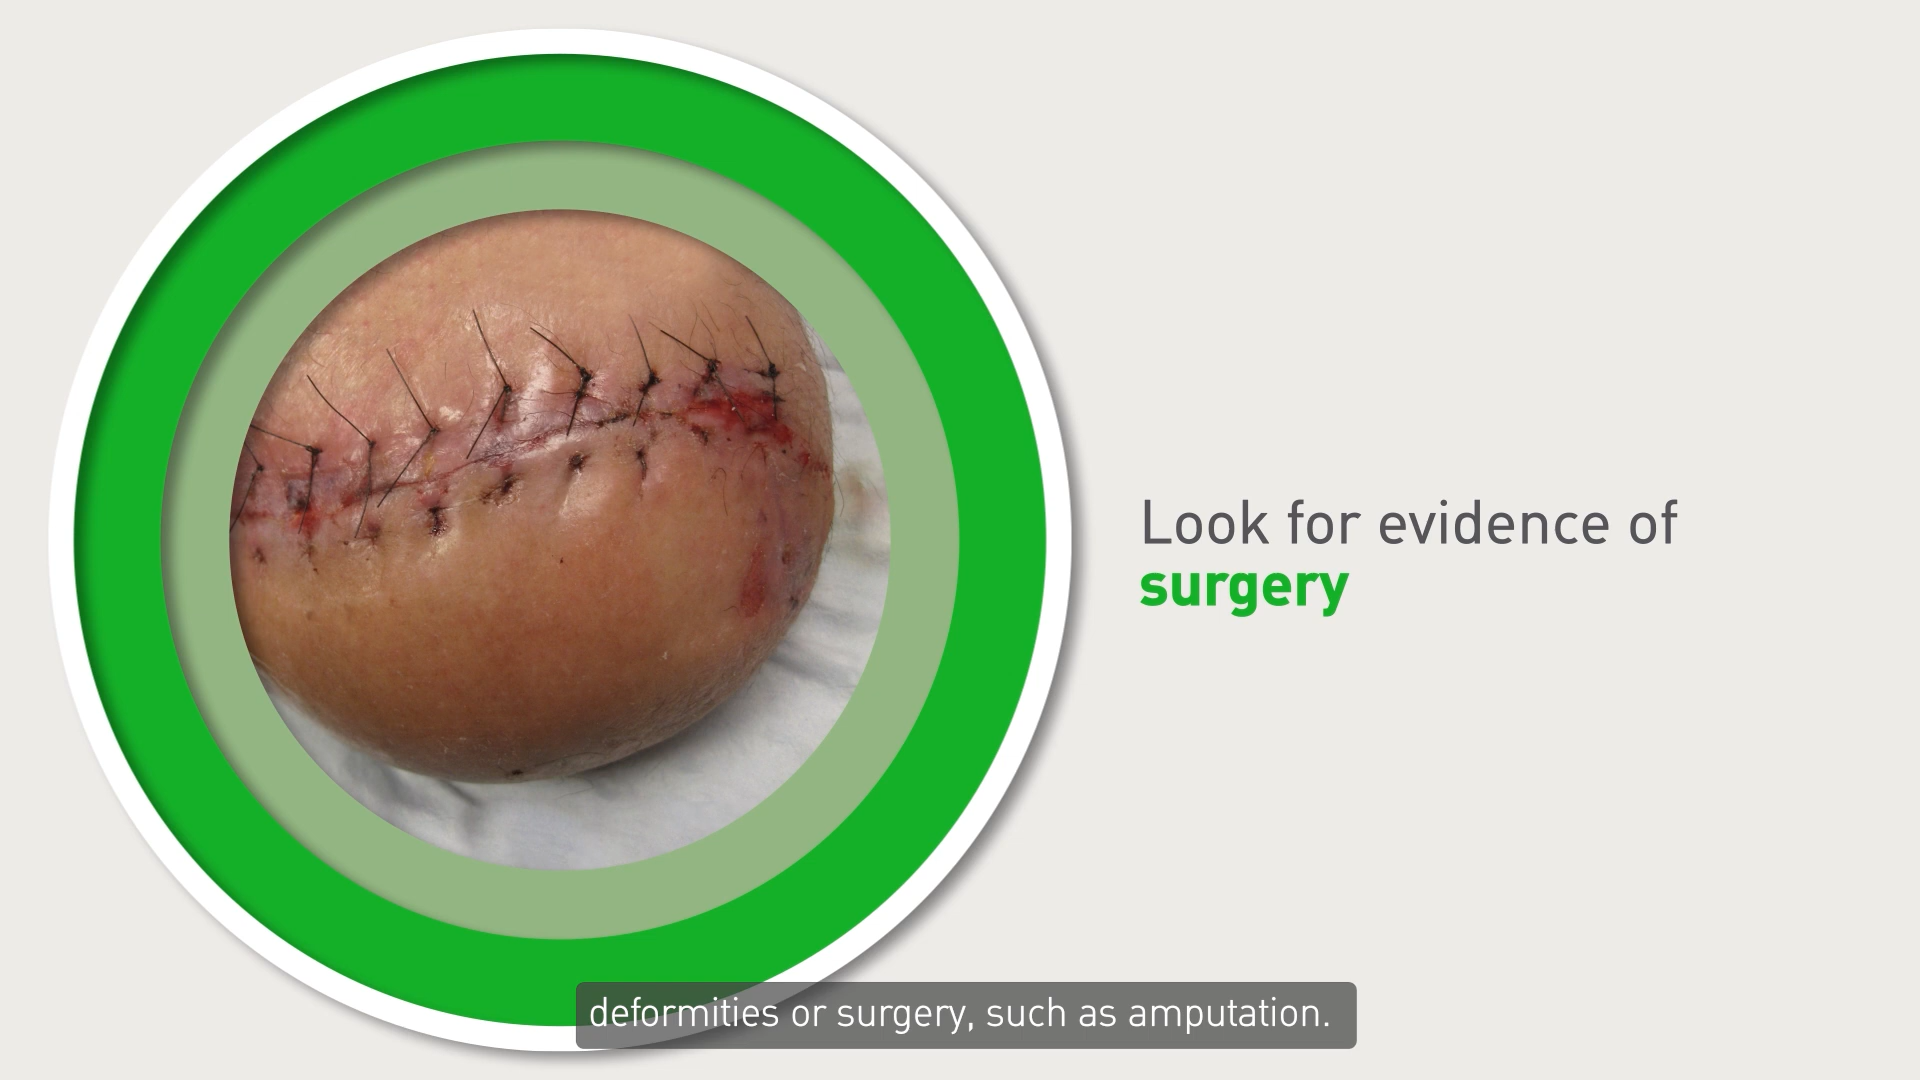 Look for evidence of
surgery
deformities or surgery, such as amputation.